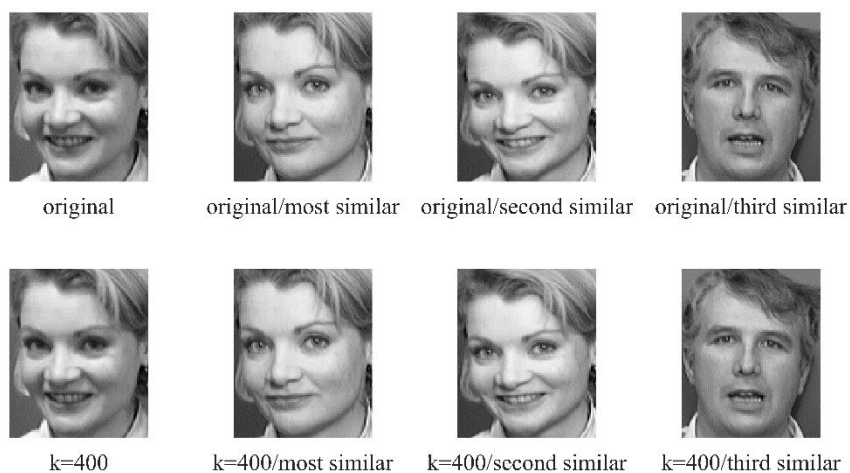 original
original/most similar
original/second similar
original/third similar
k=400
k=400/most similar
k=400/second similar
k=400/third similar